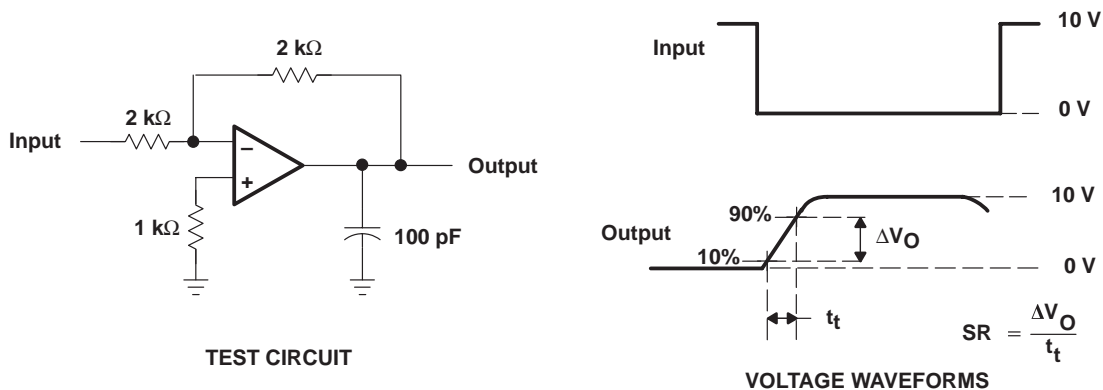 2 kΩ
2 kΩ
Input
−
+
Output
1 kΩ
100 pF
TEST CIRCUIT
Input
10 V
0 V
Output
90%
10%
ΔVO
10 V
0 V
tt
SR = ΔVO
tt
VOLTAGE WAVEFORMS